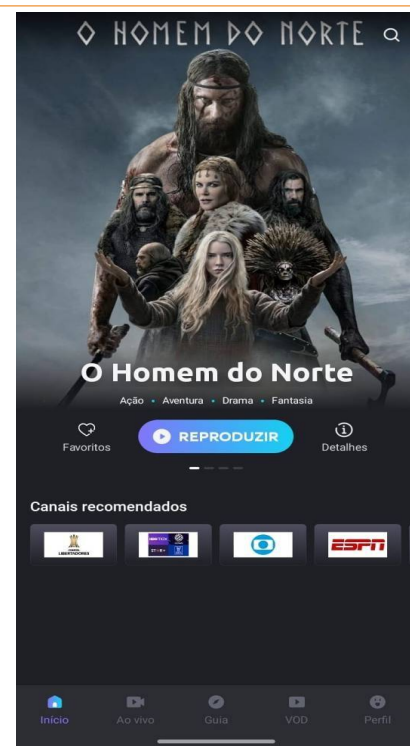 O HOMEM DO NORTE
O Homem do Norte
Ação • Aventura • Drama • Fantasia
Favoritos
REPRODUZIR
Detalhes
Canais recomendados
LIBERTADORES
ESPN
Início
Ao vivo
Guia
VOD
Perfil